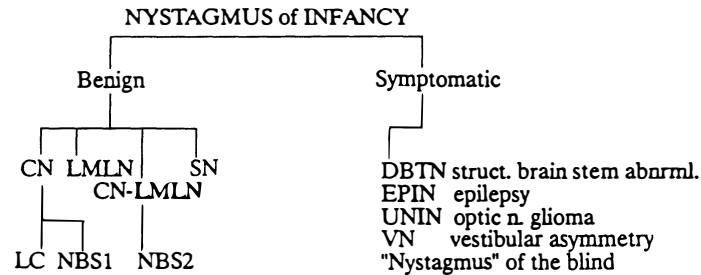 NYSTAGMUS of INFANCY
Benign Symptomatic
CN LMLN SN
CN-LMLN
LC NBS1 NBS2
DBTN struct. brain stem abnrml.
EPIN epilepsy
UNIN optic n. glioma
VN vestibular asymmetry
"Nystagmus" of the blind